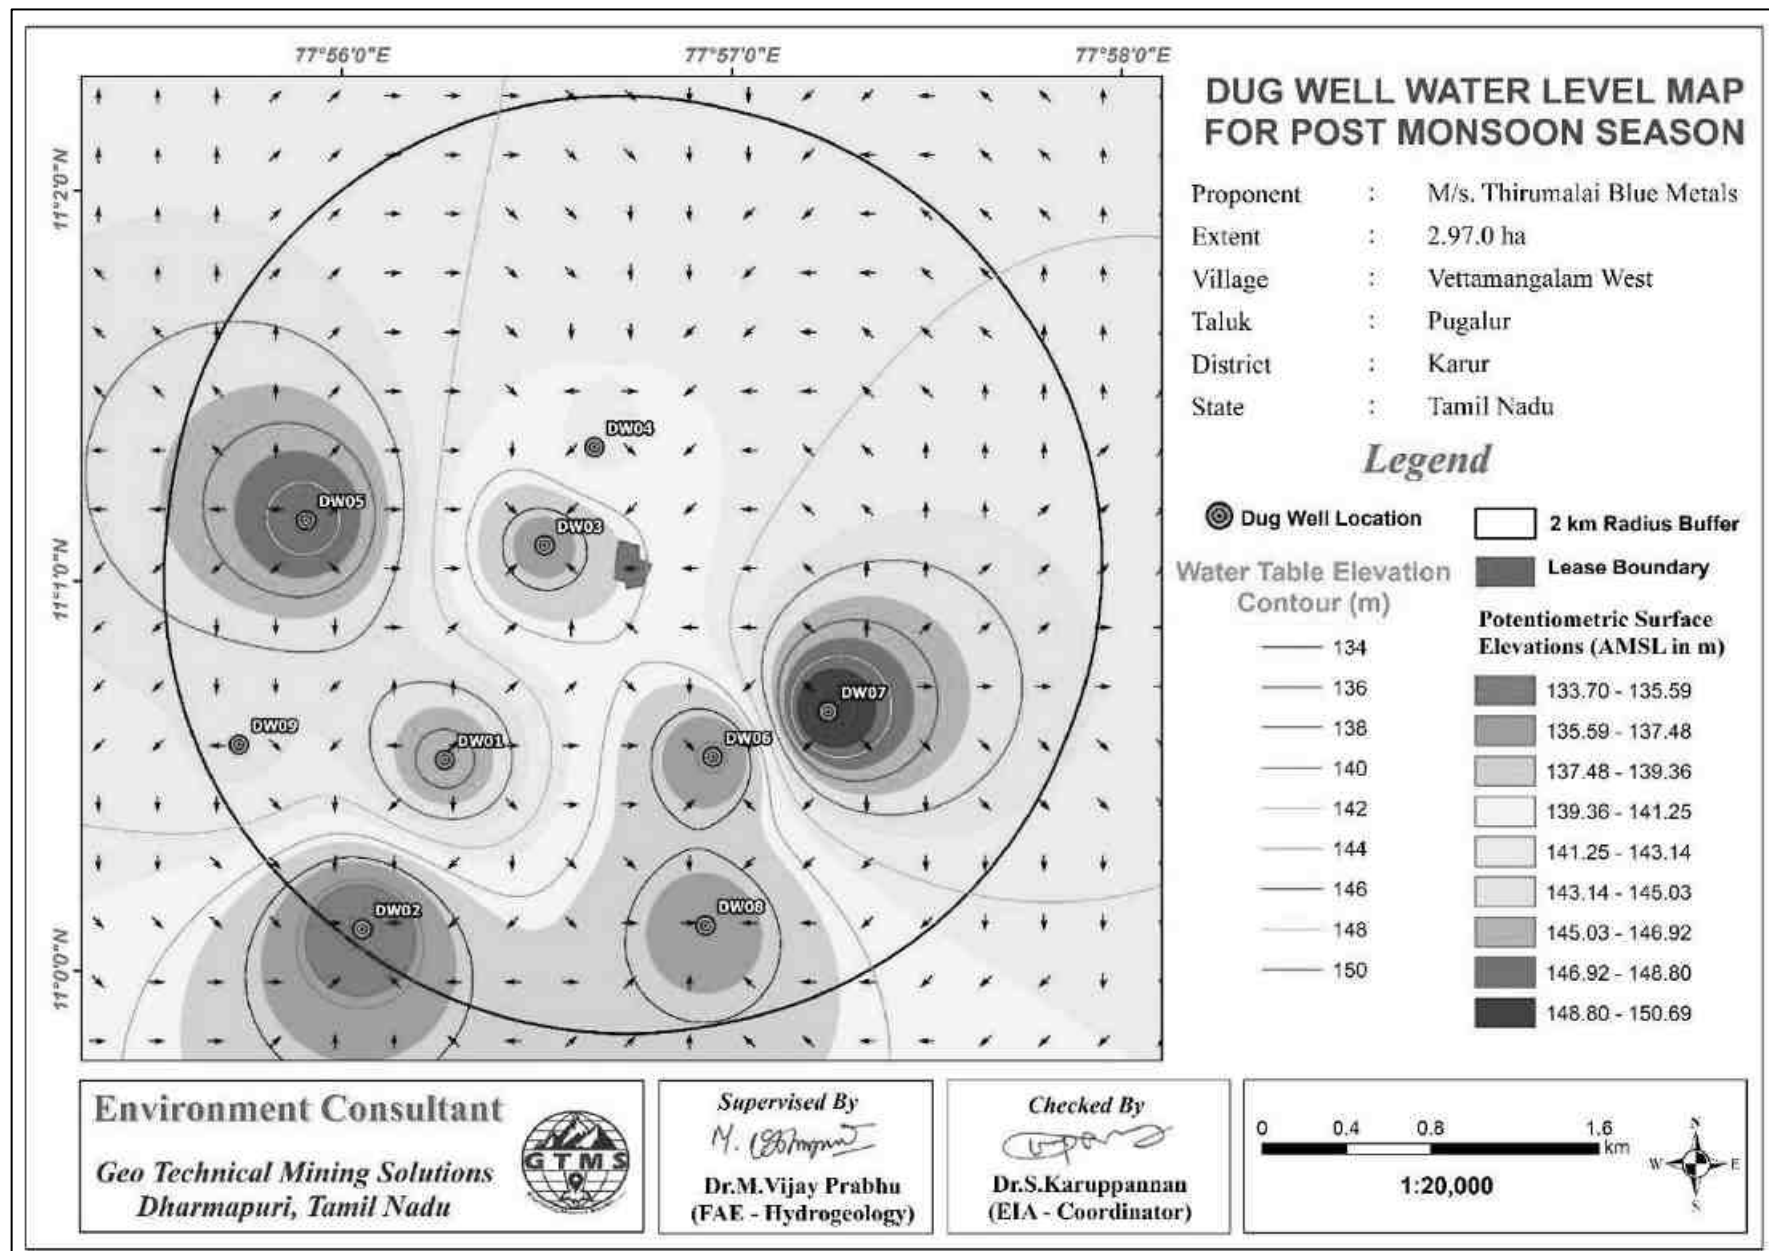 77°56'0"E
77°57'0"E
77°58'0"E
11°2'0"N
11°1'0"N
11°0'0"N
DW04
DW05
DW03
DW07
DW09
DW01
DW06
DW02
DW08
DUG WELL WATER LEVEL MAP
FOR POST MONSOON SEASON
Proponent : M/s. Thirumalai Blue Metals
Extent : 2.97.0 ha
Village : Vettamangalam West
Taluk : Pugalur
District : Karur
State : Tamil Nadu
Legend
Dug Well Location
2 km Radius Buffer
Lease Boundary
Water Table Elevation
Contour (m)
134
136
138
140
142
144
146
148
150
Potentiometric Surface
Elevations (AMSL in m)
133.70 - 135.59
135.59 - 137.48
137.48 - 139.36
139.36 - 141.25
141.25 - 143.14
143.14 - 145.03
145.03 - 146.92
146.92 - 148.80
148.80 - 150.69
Environment Consultant
Geo Technical Mining Solutions
Dharmapuri, Tamil Nadu
GTMS
Supervised By
Dr.M.Vijay Prabhu
(FAE - Hydrogeology)
Checked By
Dr.S.Karuppannan
(EIA - Coordinator)
0 0.4 0.8 1.6
km
1:20,000
N
W E
S